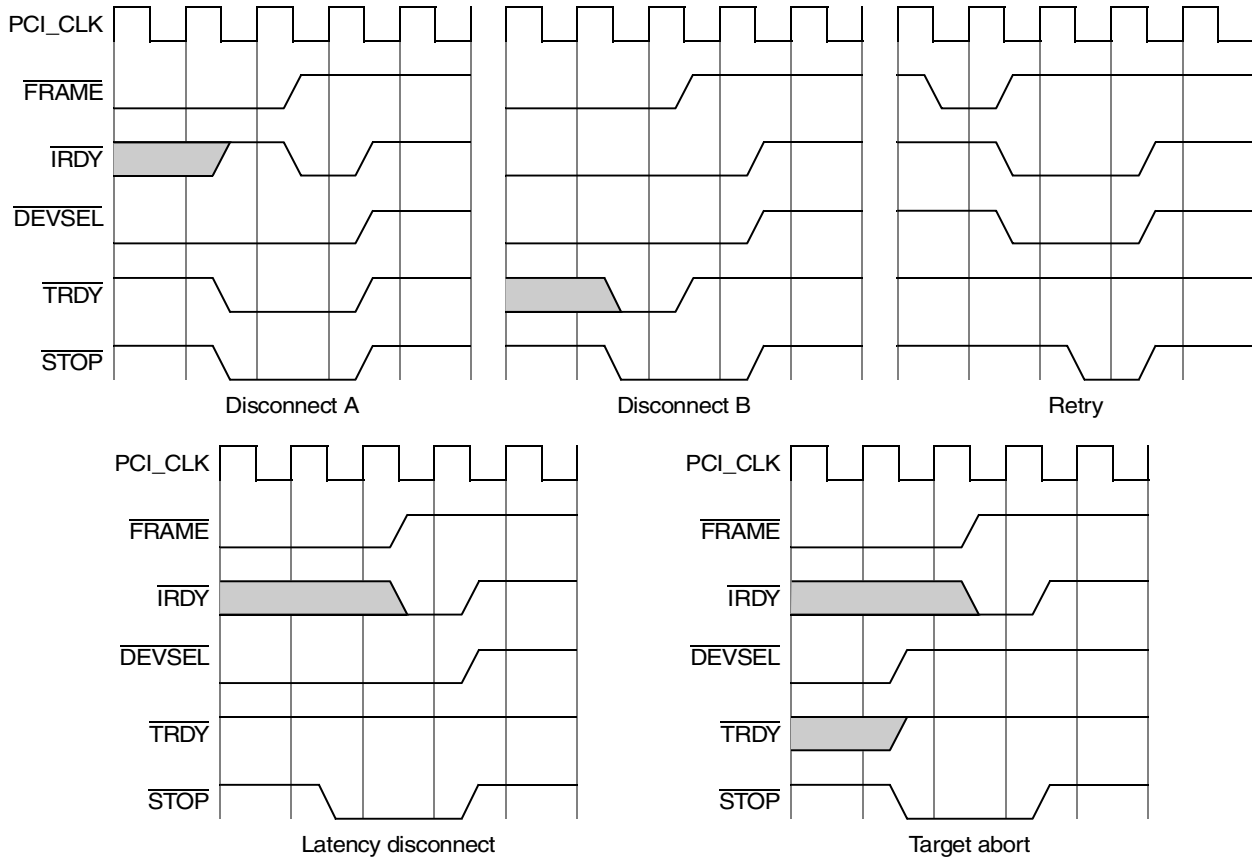 PCI_CLK
FRAME
IRDY
DEVSEL
TRDY
STOP
Disconnect A
Disconnect B
Retry
PCI_CLK
FRAME
IRDY
DEVSEL
TRDY
STOP
Latency disconnect
PCI_CLK
FRAME
IRDY
DEVSEL
TRDY
STOP
Target abort